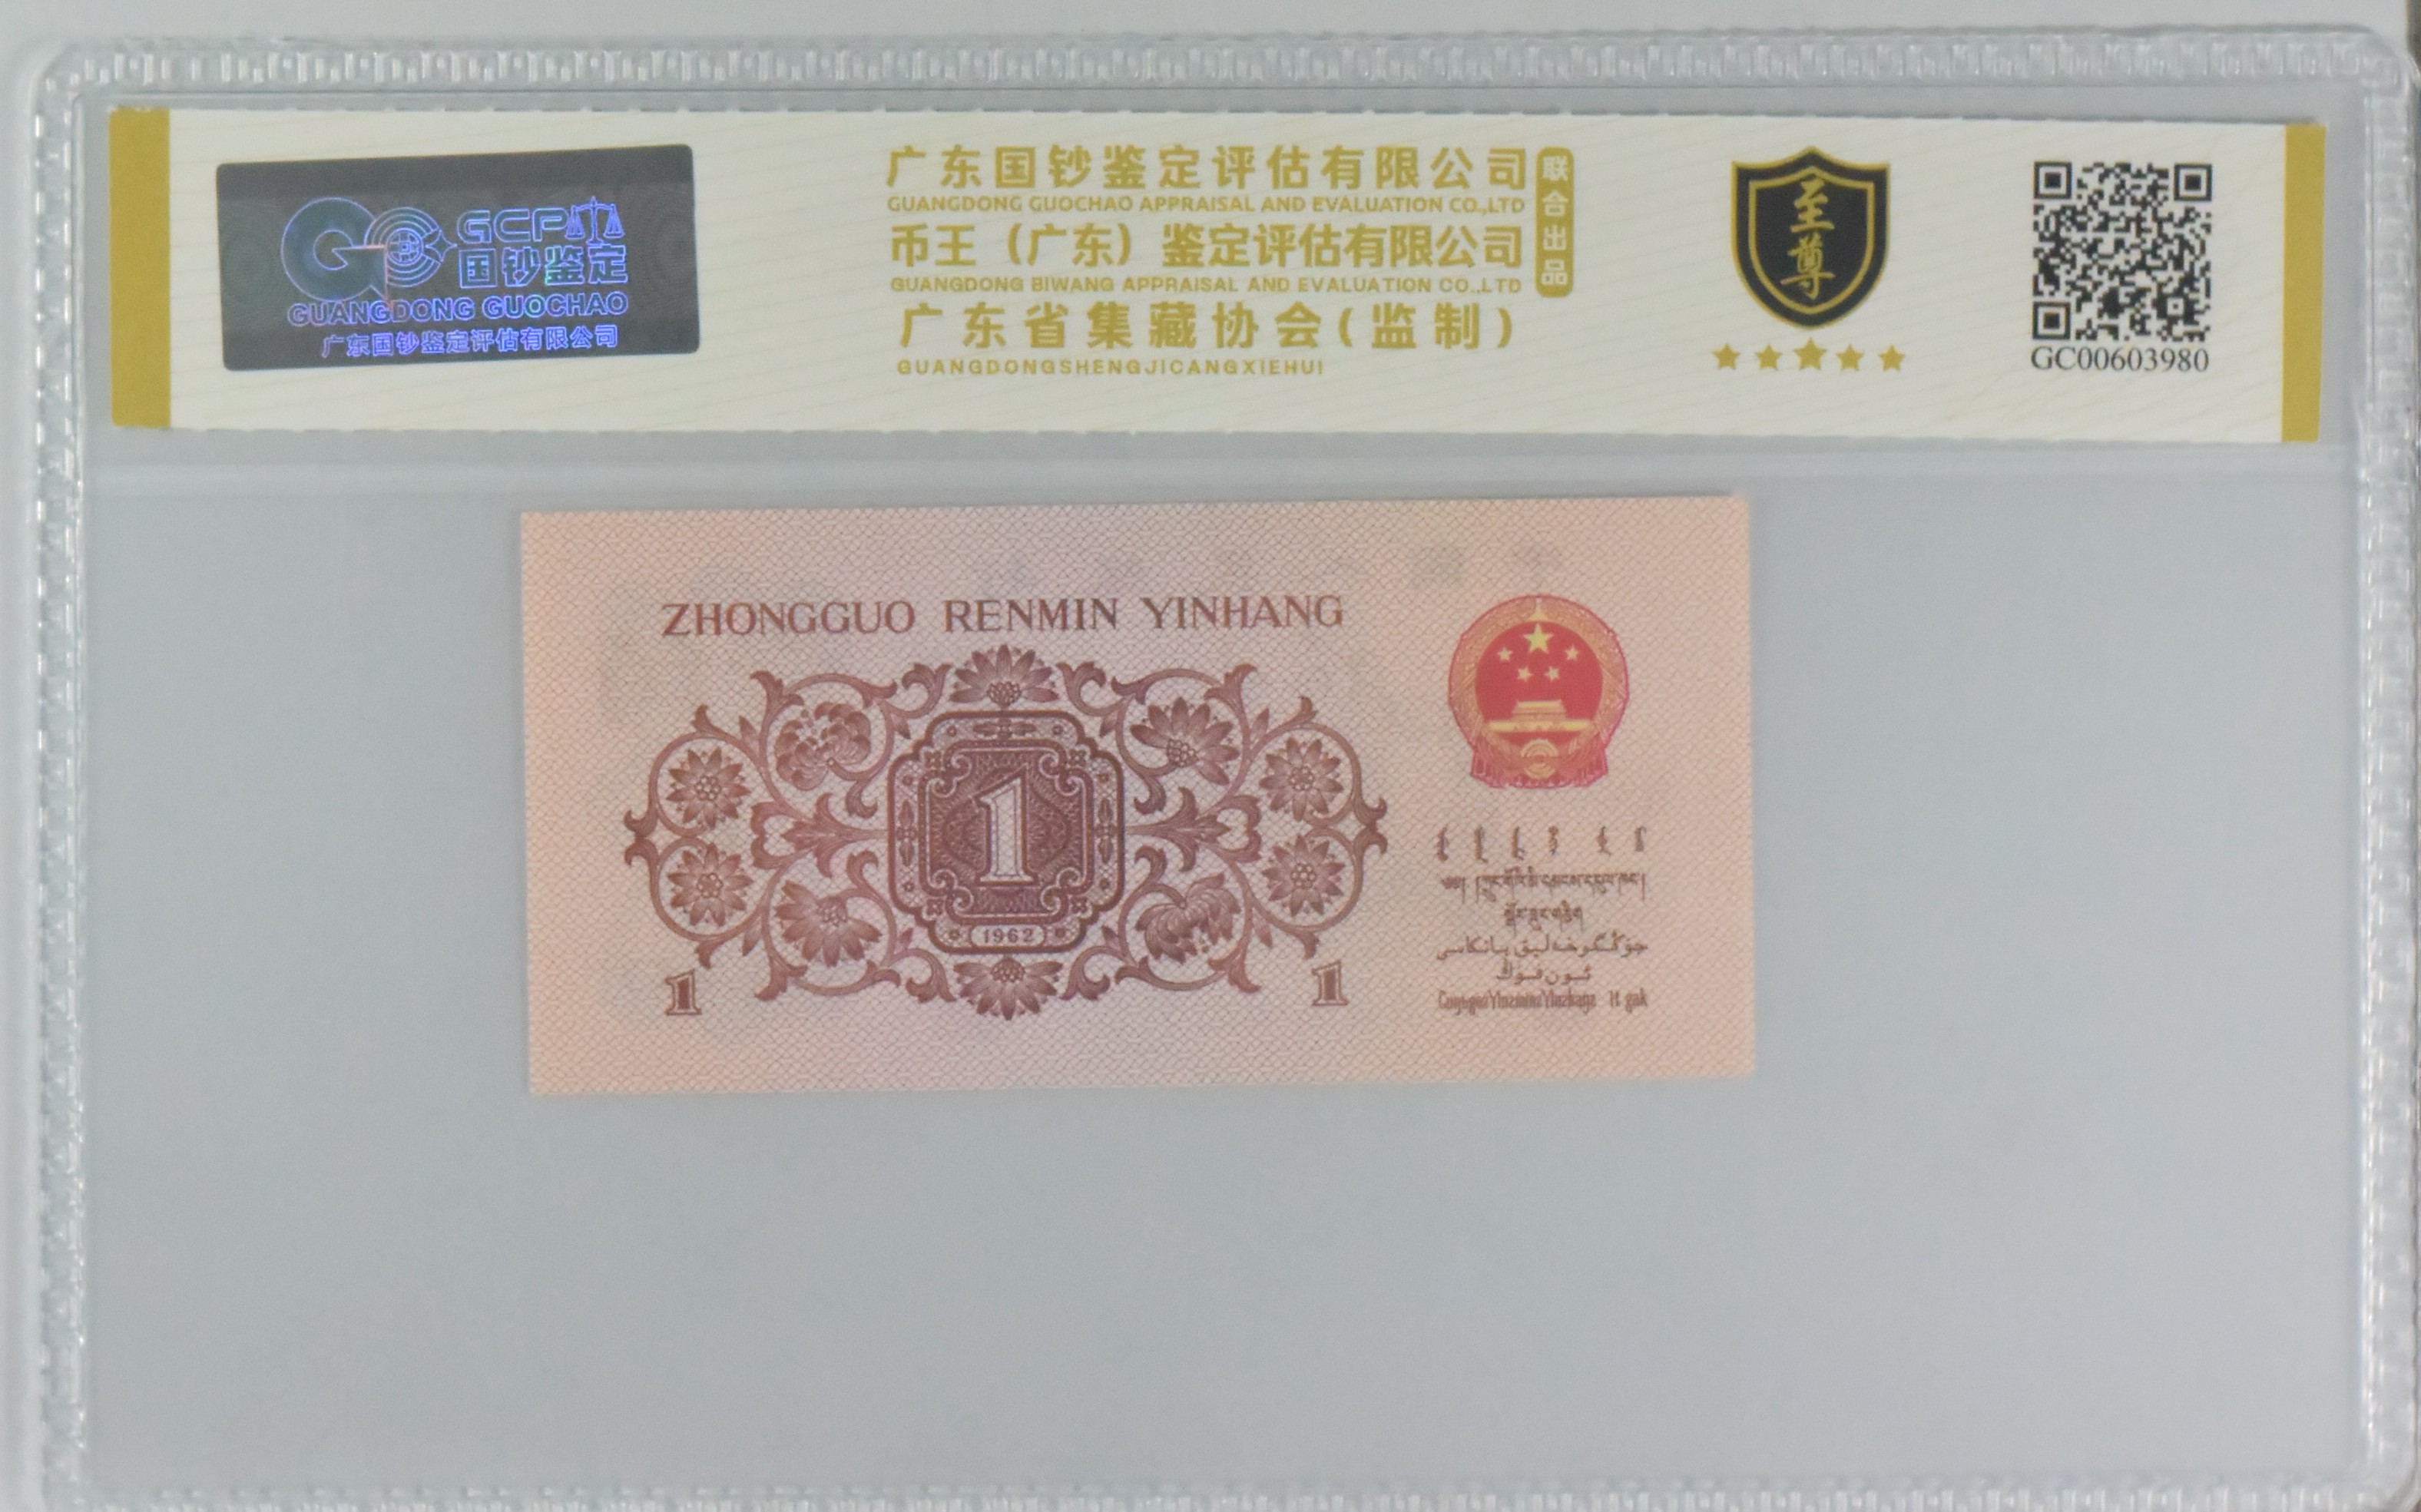 GCP
国钞鉴定
GUANGDONG GUOCHAO
广东国钞鉴定评估有限公司
广东国钞鉴定评估有限公司
GUANGDONG GUOCHAO APPRAISAL AND EVALUATION CO.,LTD
币王（广东）鉴定评估有限公司
GUANGDONG BIWANG APPRAISAL AND EVALUATION CO.,LTD
联合出品
广东省集藏协会(监制)
GUANGDONGSHENGJICANGXIEHUI
至尊
GC00603980
ZHONGGUO RENMIN YINHANG
1
1962
1
1